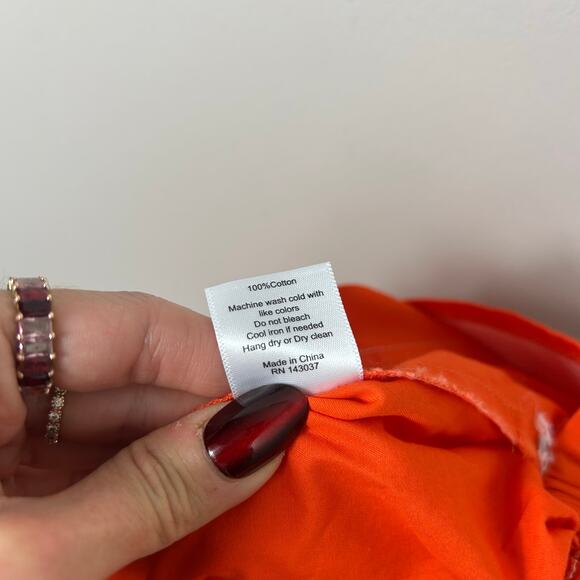 100%Cotton
Machine wash cold with
like colors
Do not bleach
Cool iron if needed
Hang dry or Dry clean
Made in China
RN 143037